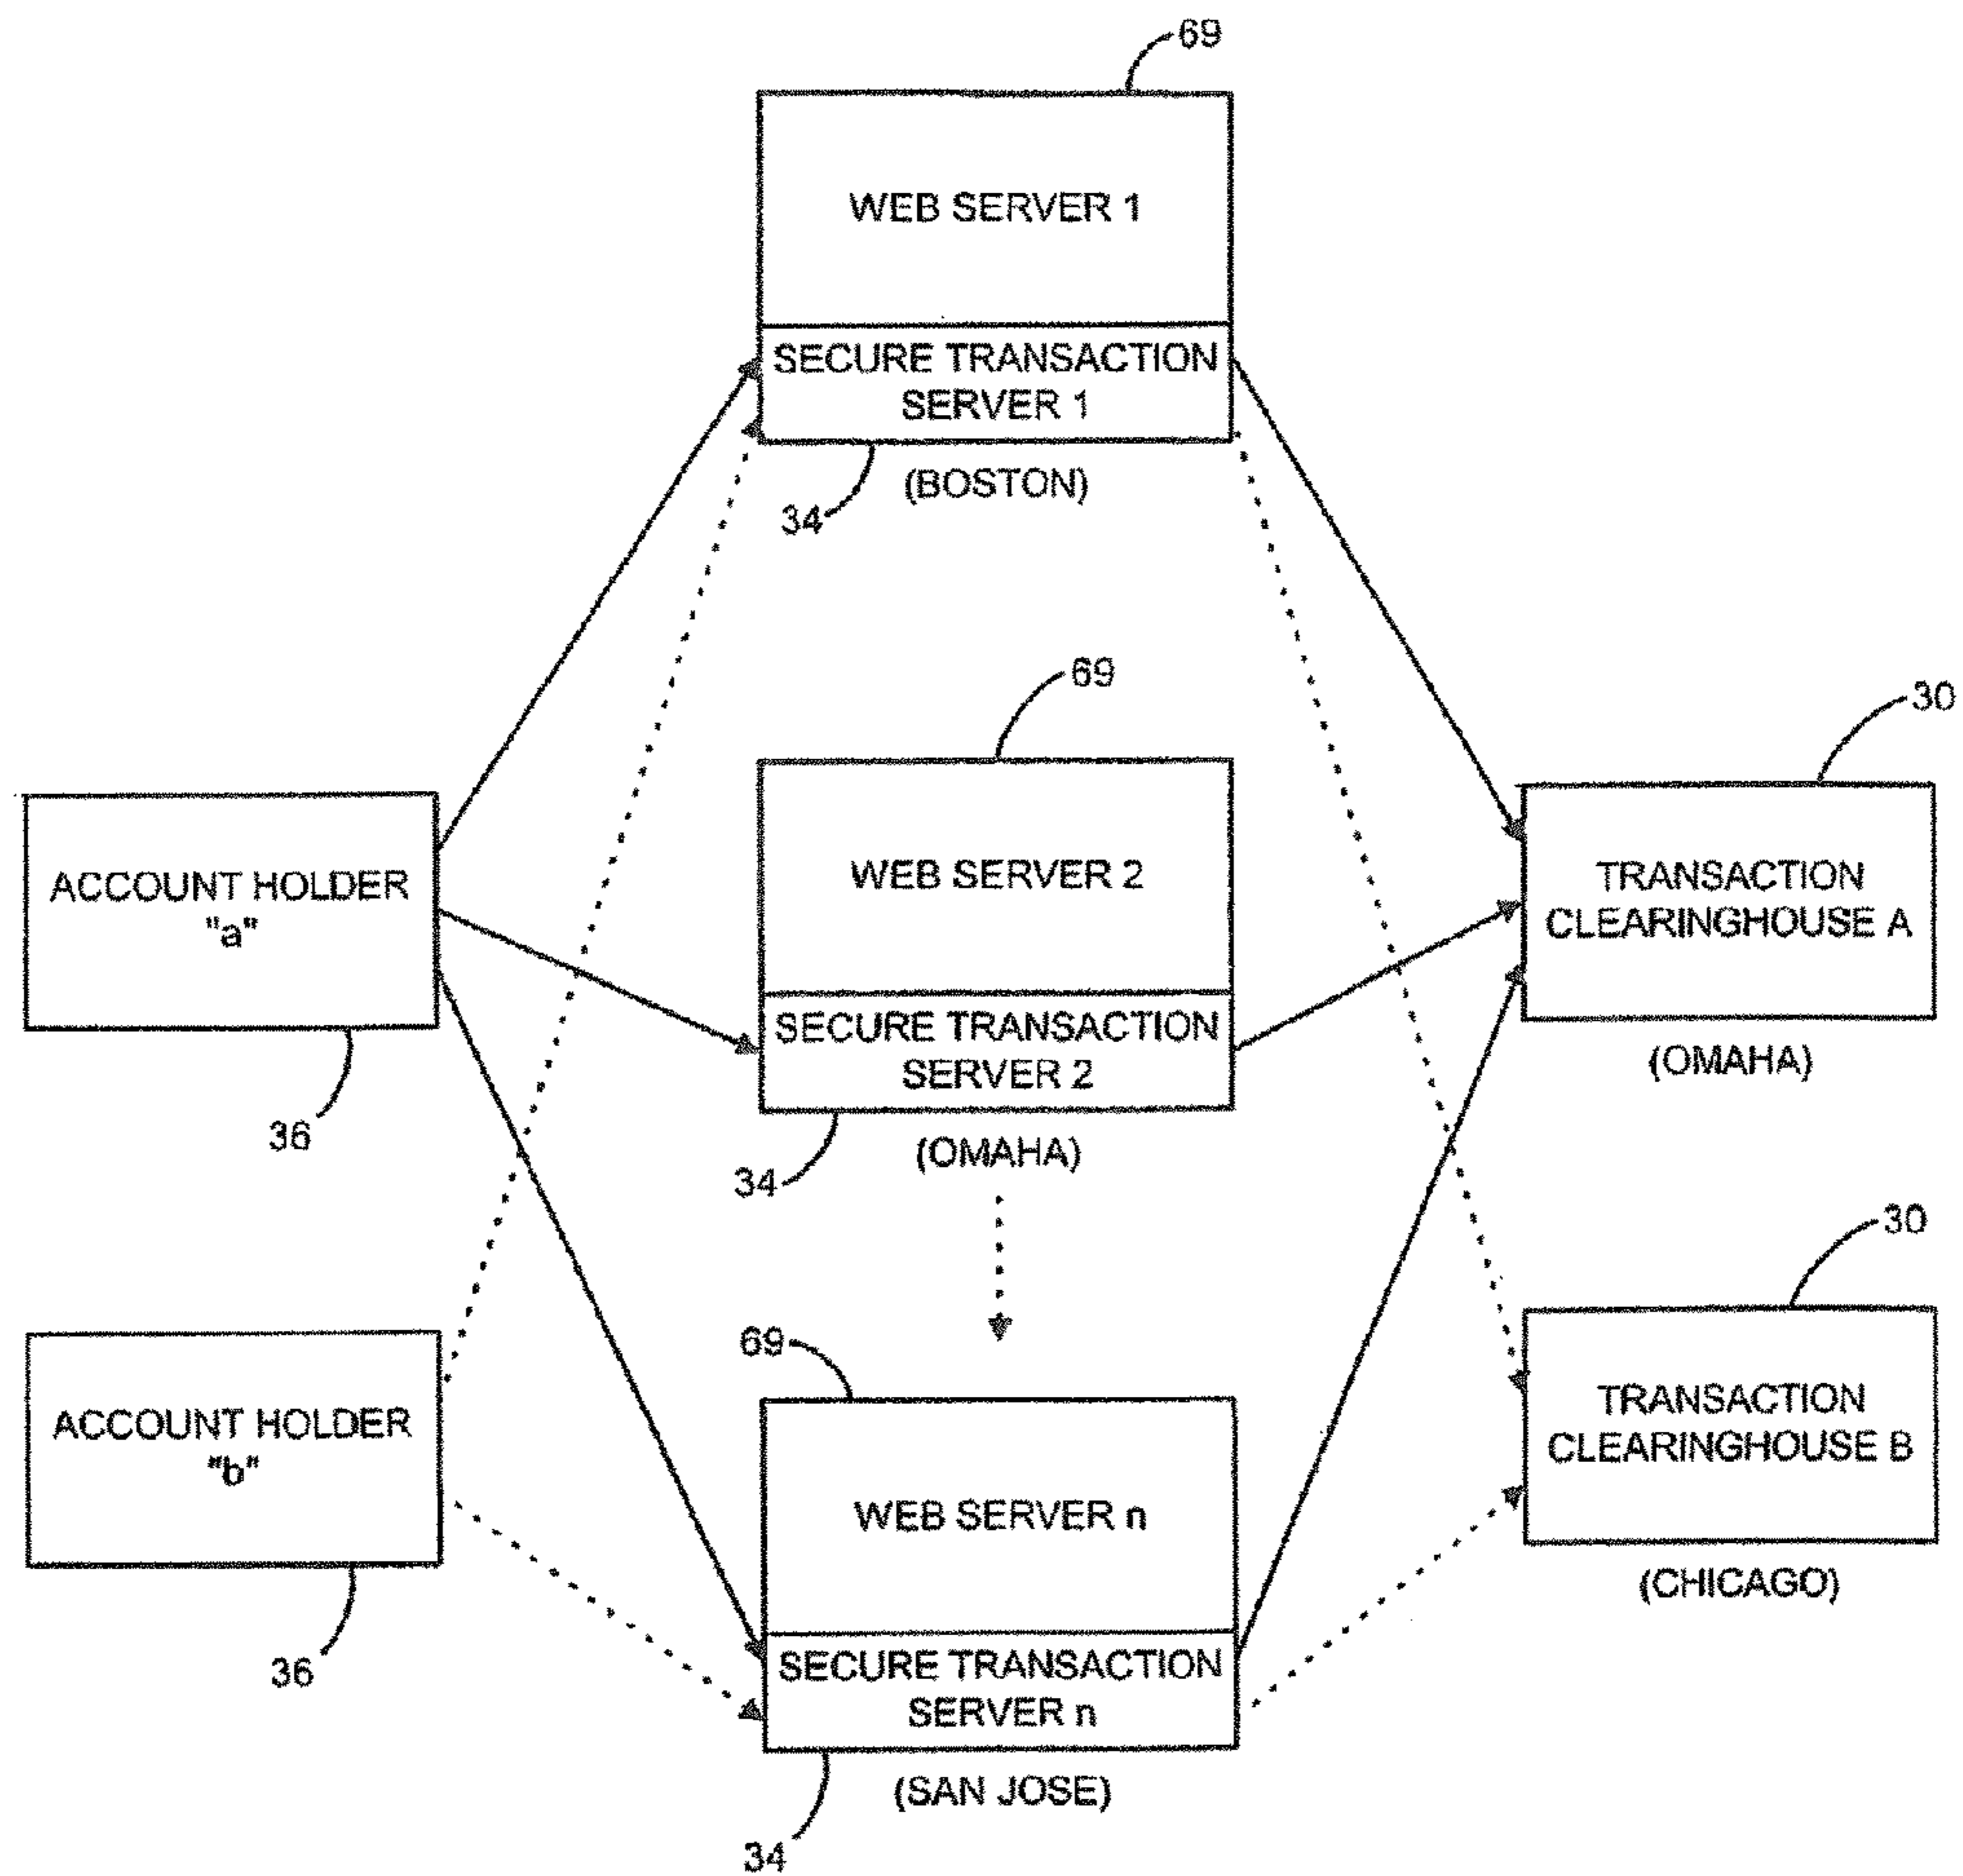 69
WEB SERVER 1
SECURE TRANSACTION
SERVER 1
(BOSTON)
34
69
WEB SERVER 2
SECURE TRANSACTION
SERVER 2
(OMAHA)
34
30
TRANSACTION
CLEARINGHOUSE A
(OMAHA)
ACCOUNT HOLDER
"a"
36
ACCOUNT HOLDER
"b"
36
69
WEB SERVER n
SECURE TRANSACTION
SERVER n
(SAN JOSE)
34
30
TRANSACTION
CLEARINGHOUSE B
(CHICAGO)